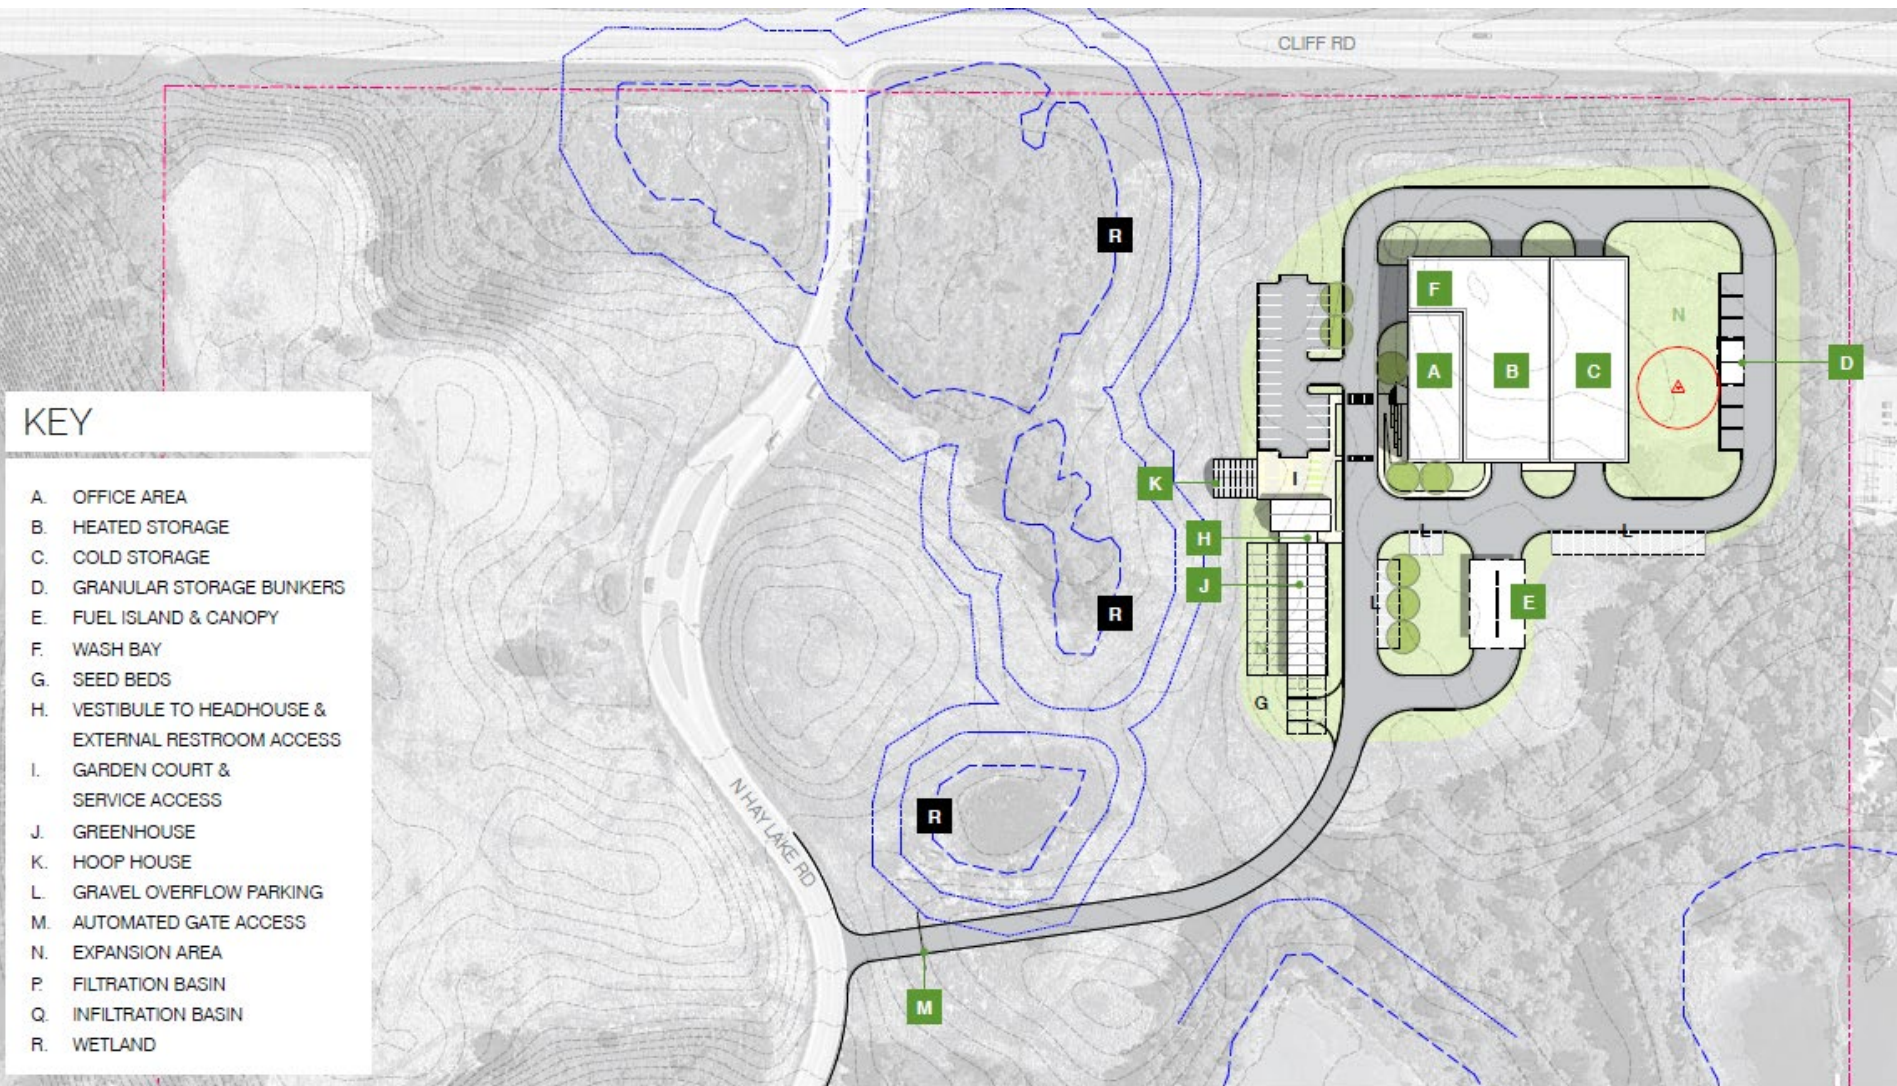 CLIFF RD
R
F
N
A
B
C
D
K
I
H
L
L
J
L
E
R
N
G
R
N HAY LAKE RD
M
KEY
A. OFFICE AREA
B. HEATED STORAGE
C. COLD STORAGE
D. GRANULAR STORAGE BUNKERS
E. FUEL ISLAND & CANOPY
F. WASH BAY
G. SEED BEDS
H. VESTIBULE TO HEADHOUSE &
EXTERNAL RESTROOM ACCESS
I. GARDEN COURT &
SERVICE ACCESS
J. GREENHOUSE
K. HOOP HOUSE
L. GRAVEL OVERFLOW PARKING
M. AUTOMATED GATE ACCESS
N. EXPANSION AREA
P. FILTRATION BASIN
Q. INFILTRATION BASIN
R. WETLAND